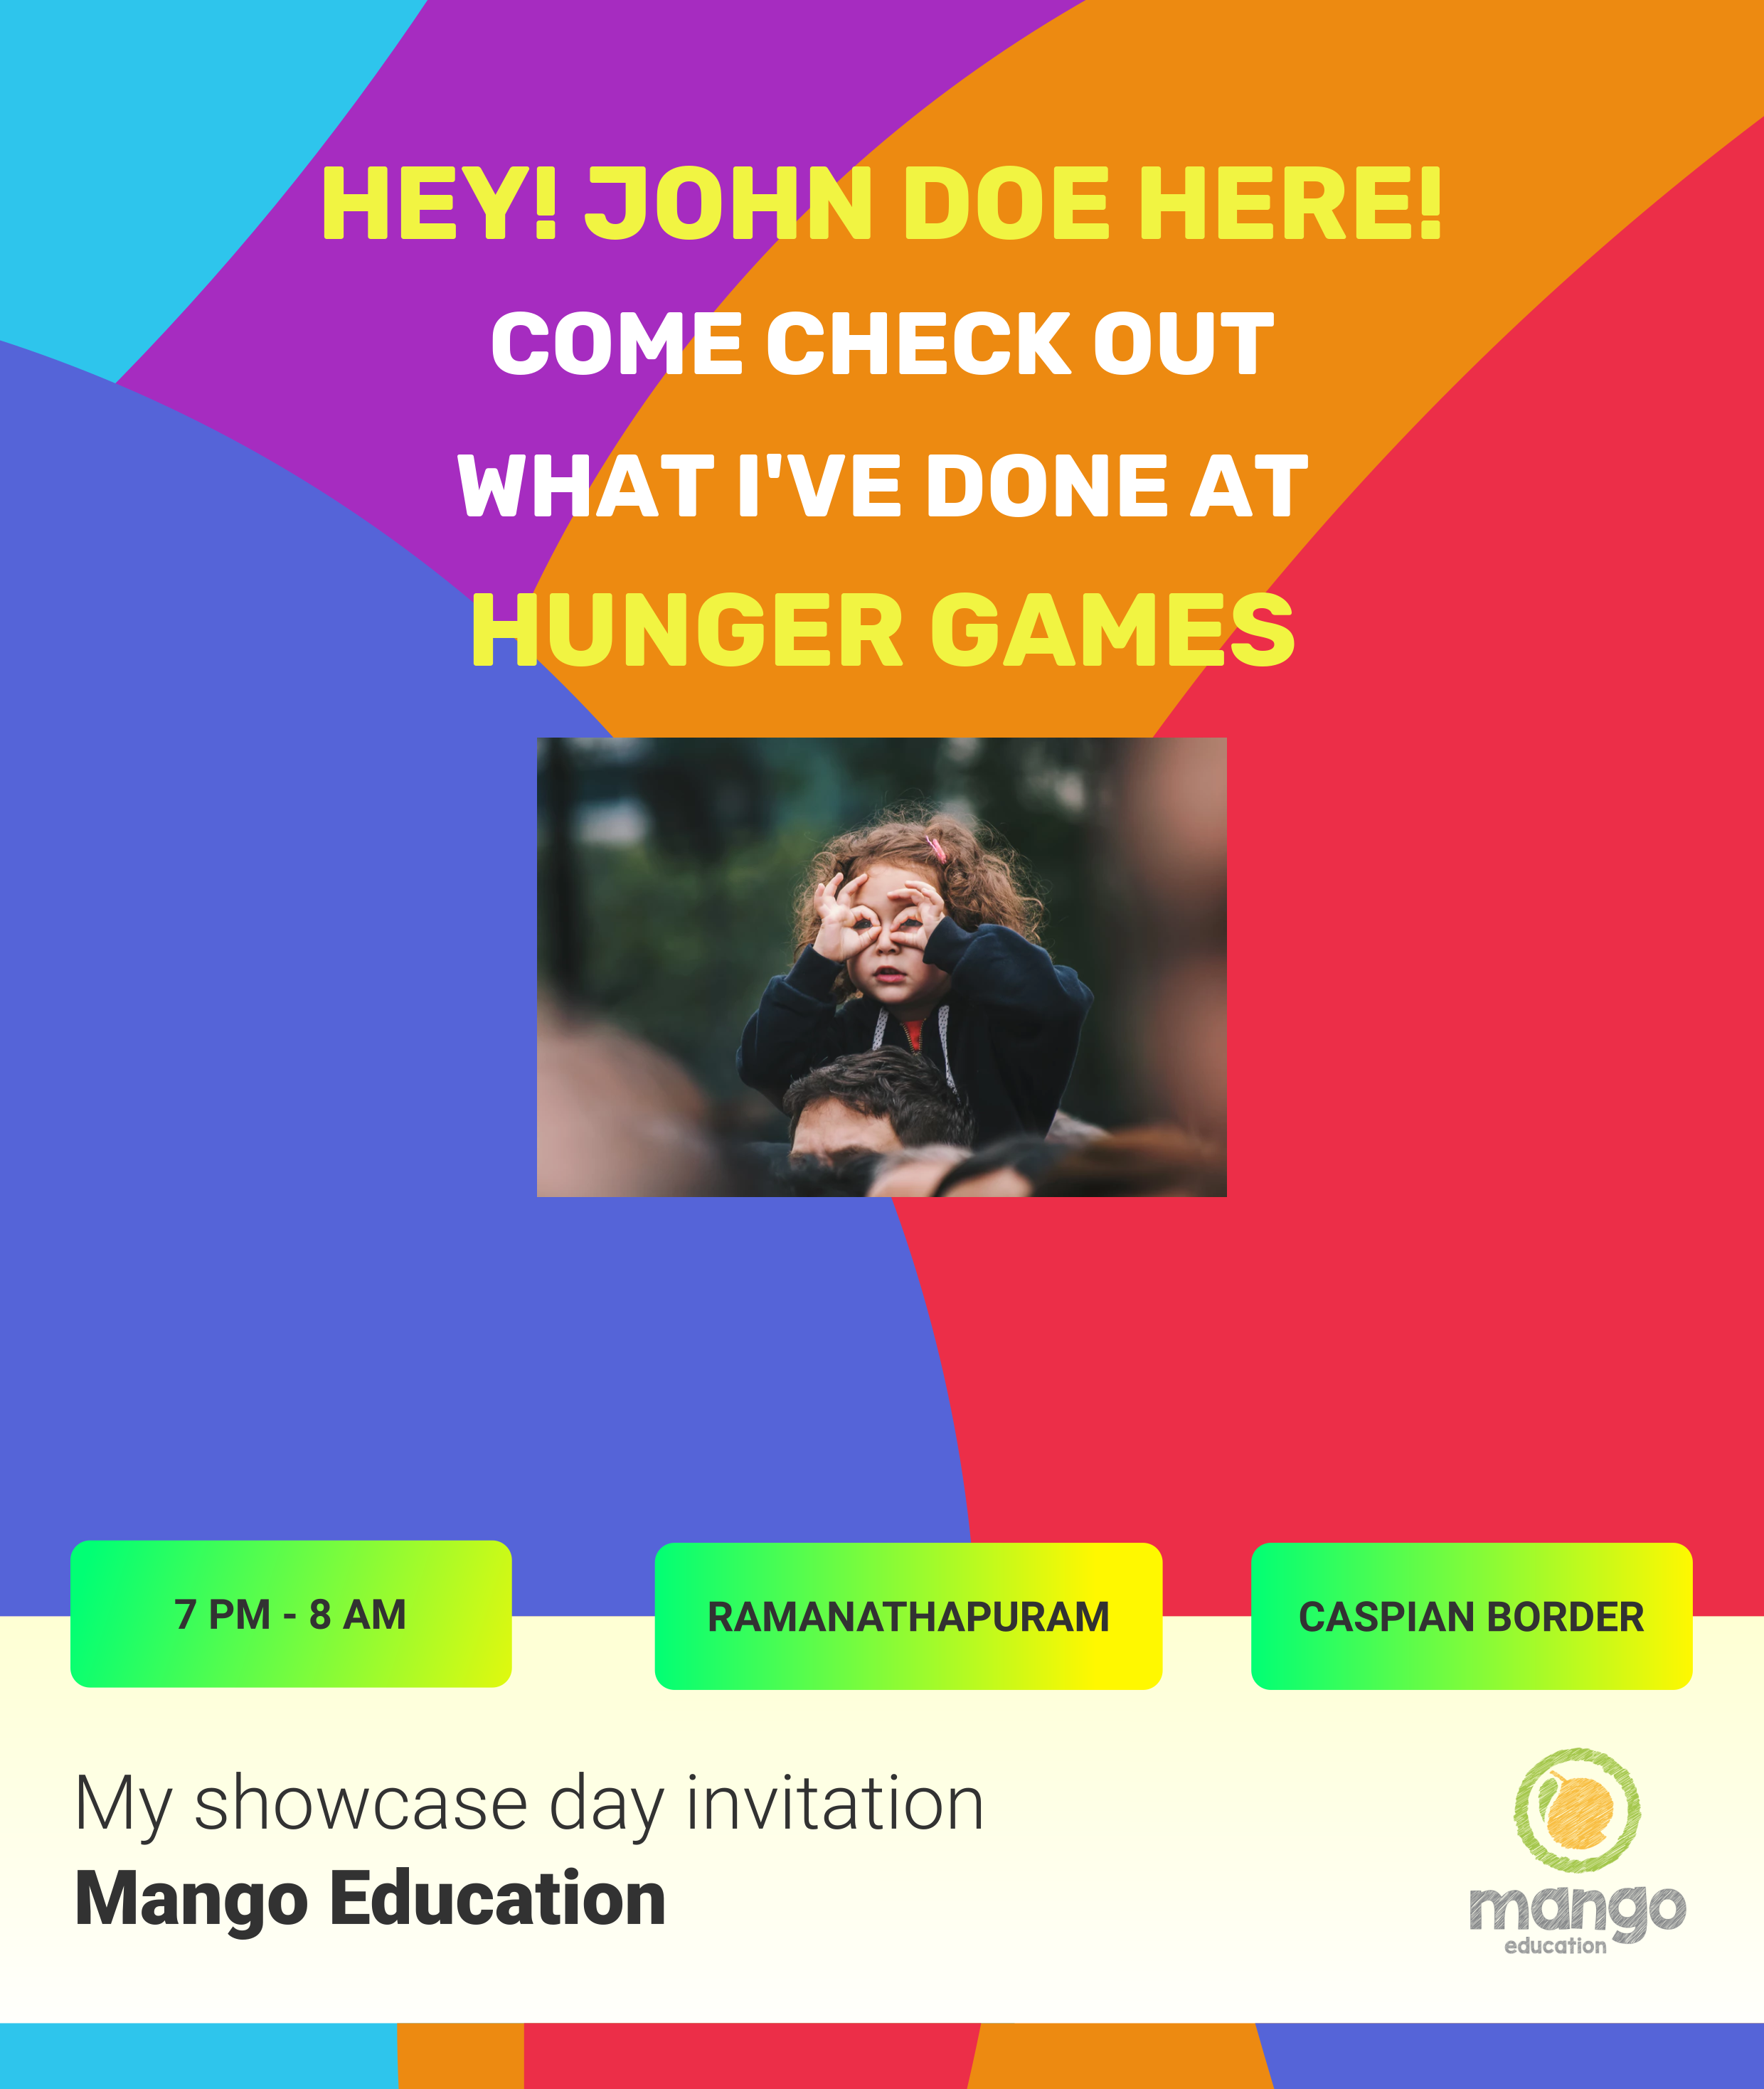 HEY! JOHN DOE HERE!
COME CHECK OUT
WHAT I'VE DONE AT
HUNGER GAMES
7 PM - 8 AM
RAMANATHAPURAM
CASPIAN BORDER
My showcase day invitation
Mango Education
mango
education